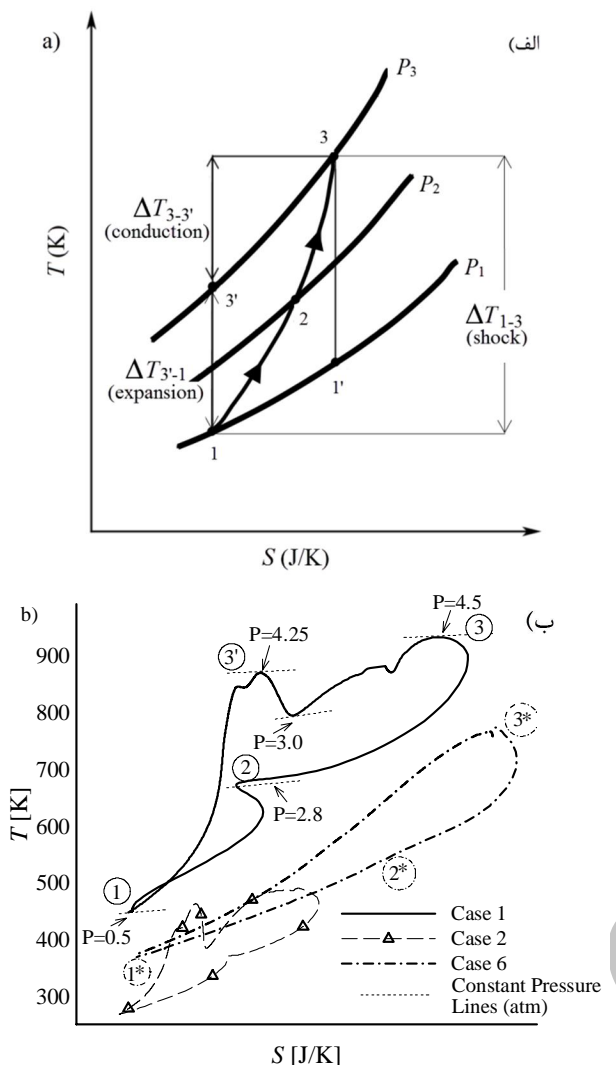 a)
الف)
P3
3
P2
ΔT3-3'
(conduction)
T (K)
P1
3'
2
ΔT1-3
(shock)
ΔT3'-1
(expansion)
1'
1
S (J/K)
b)
ب)
P=4.5
3
P=4.25
3'
900
800
3*
P=3.0
700
2
P=2.8
T [K]
600
2*
500
1
Case 1
P=0.5
400
Case 2
1*
Case 6
300
Constant Pressure
Lines (atm)
S [J/K]